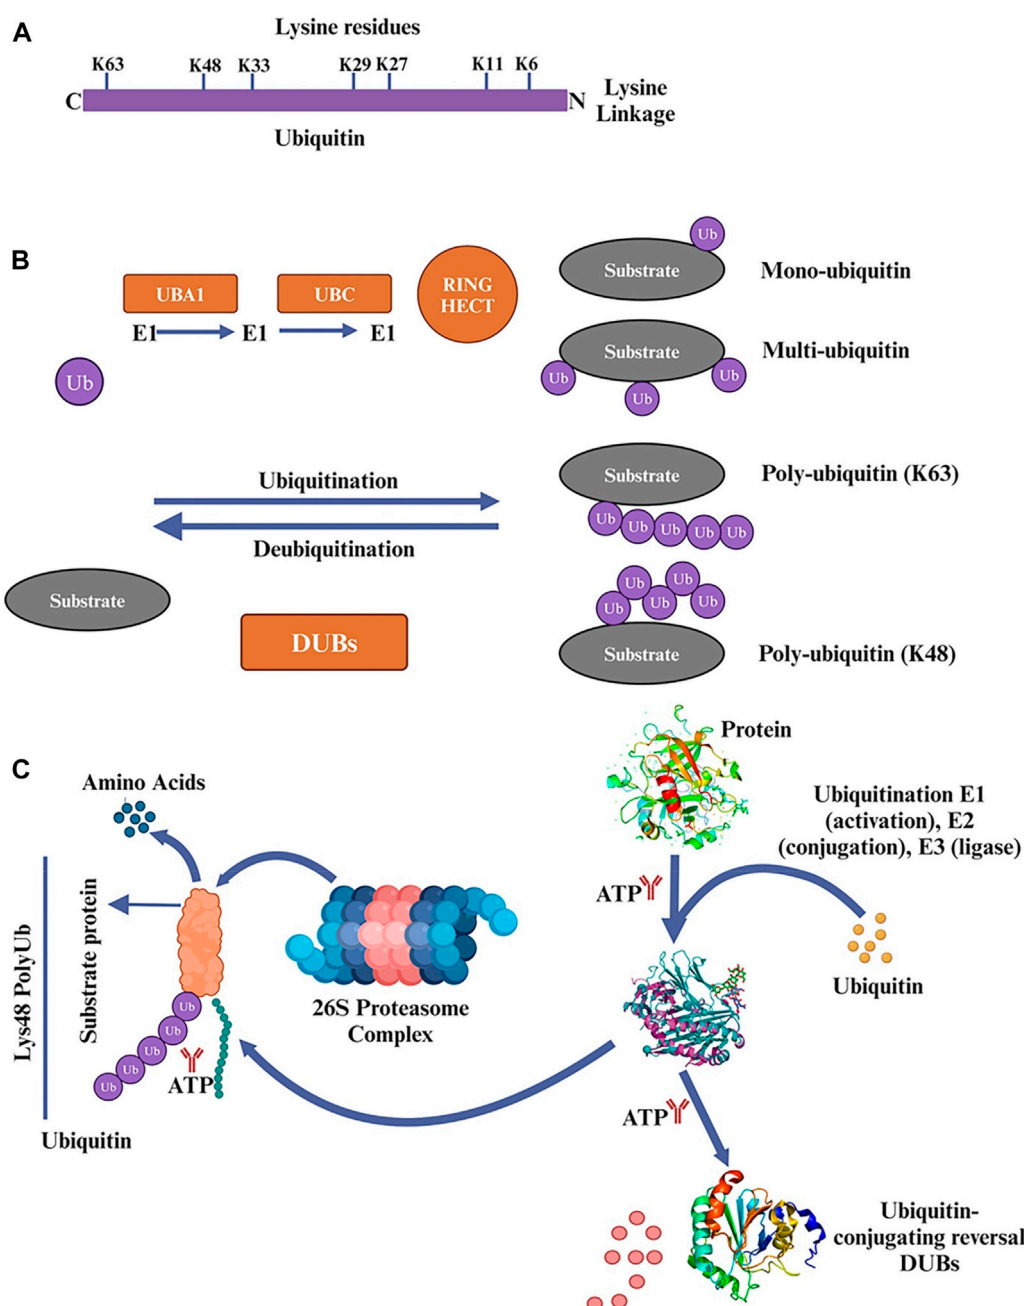 A
Lysine residues
K63 K48 K33 K29 K27 K11 K6
C N
Lysine
Linkage
Ubiquitin
B
UBA1 UBC
RING
HECT
E1 E1 E1
Ub
Ub
Substrate
Mono-ubiquitin
Substrate
Multi-ubiquitin
Ub Ub Ub
Substrate
Poly-ubiquitin (K63)
Ub Ub Ub Ub Ub
Ubiquitination
Deubiquitination
Substrate
DUBs
Ub Ub Ub Ub Ub
Substrate
Poly-ubiquitin (K48)
C
Protein
Ubiquitination E1
(activation), E2
(conjugation), E3 (ligase)
ATP
Ubiquitin
Amino Acids
Lys48 PolyUb
Substrate protein
26S Proteasome
Complex
Ub
Ub
Ub
Ub
Ub
ATP
Ubiquitin
ATP
Ubiquitin-
conjugating reversal
DUBs